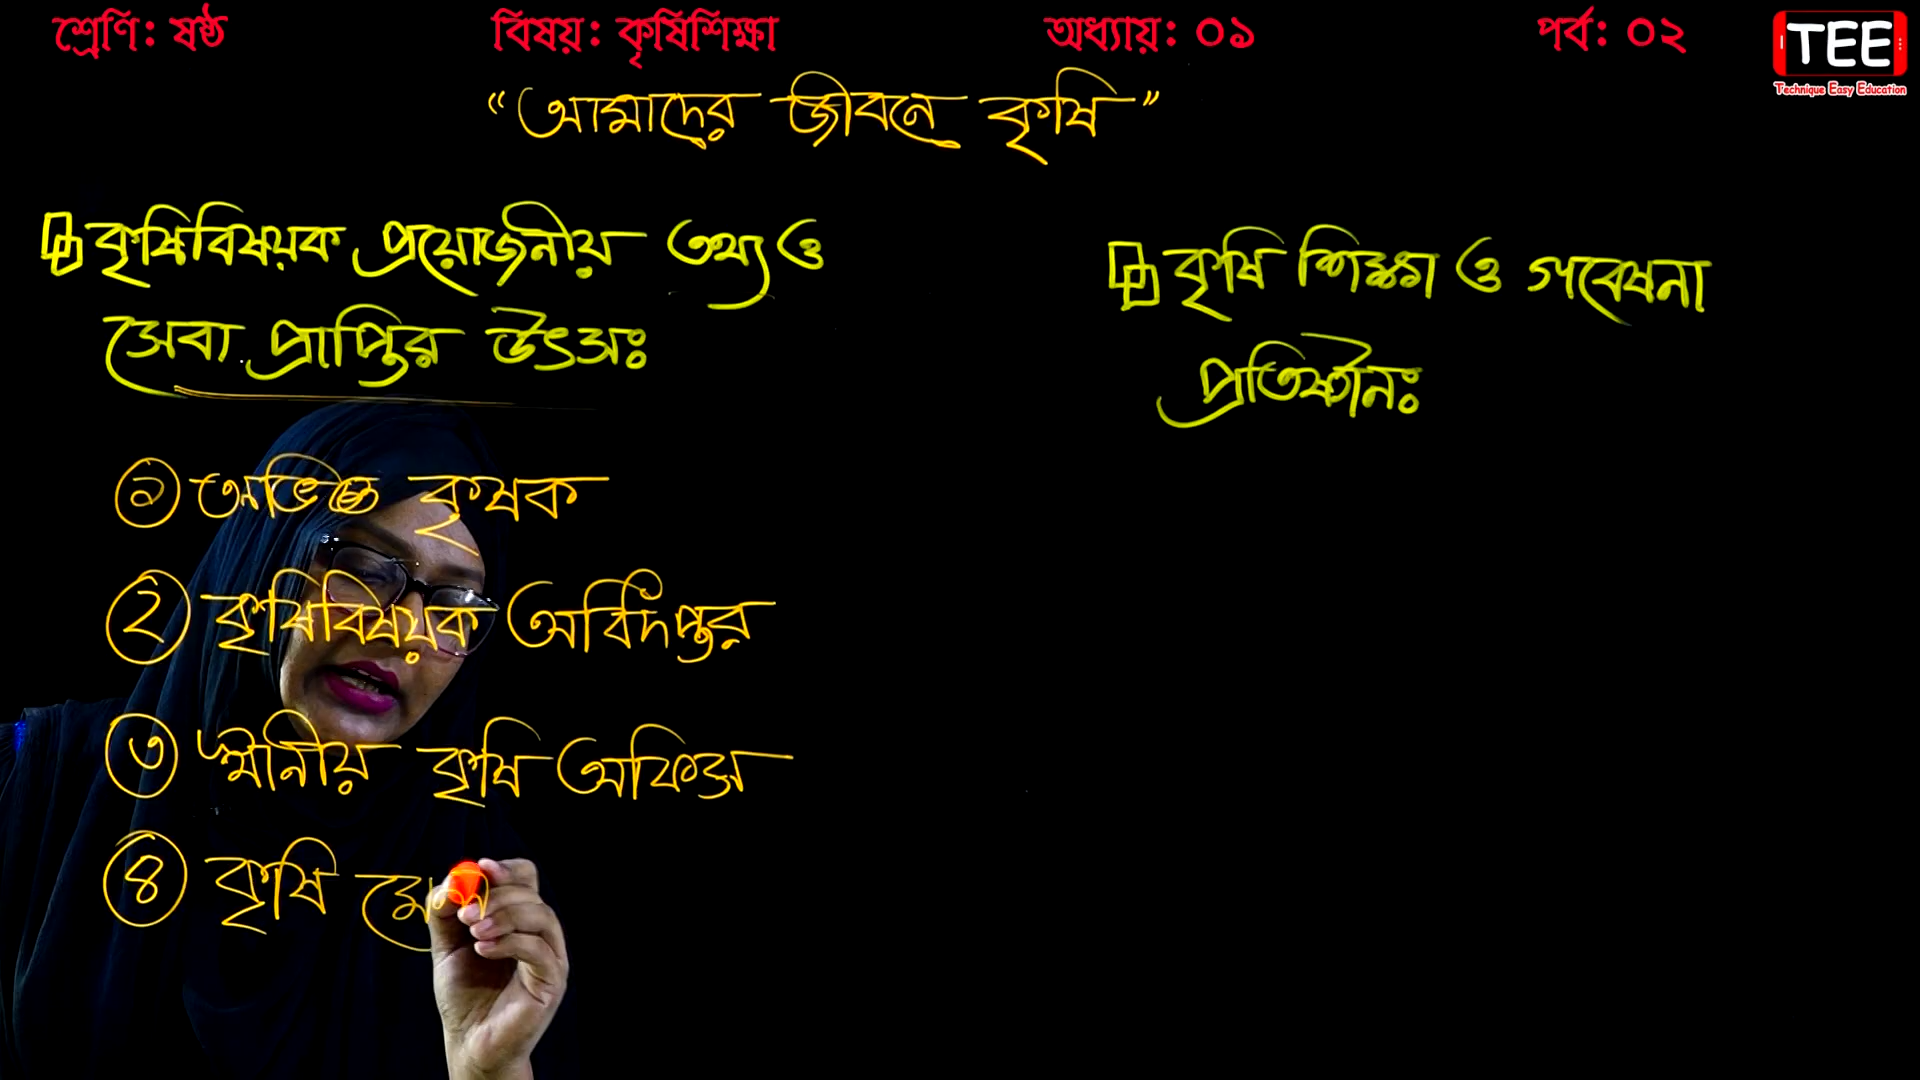 শ্রেণি: ষষ্ঠ
বিষয়: কৃষিশিক্ষা
অধ্যায়: ০১
পর্ব: ০২
TEE
Technique Easy Education
“আমাদের জীবনে কৃষি”
কৃষিবিষয়ক প্রয়োজনীয় তথ্য ও
সেবা প্রাপ্তির উৎসঃ
১ অভিজ্ঞ কৃষক
২ কৃষিবিষয়ক অধিদপ্তর
৩ স্থানীয় কৃষি অফিস
৪ কৃষি মেলা
কৃষি শিক্ষা ও গবেষনা
প্রতিষ্ঠানঃ